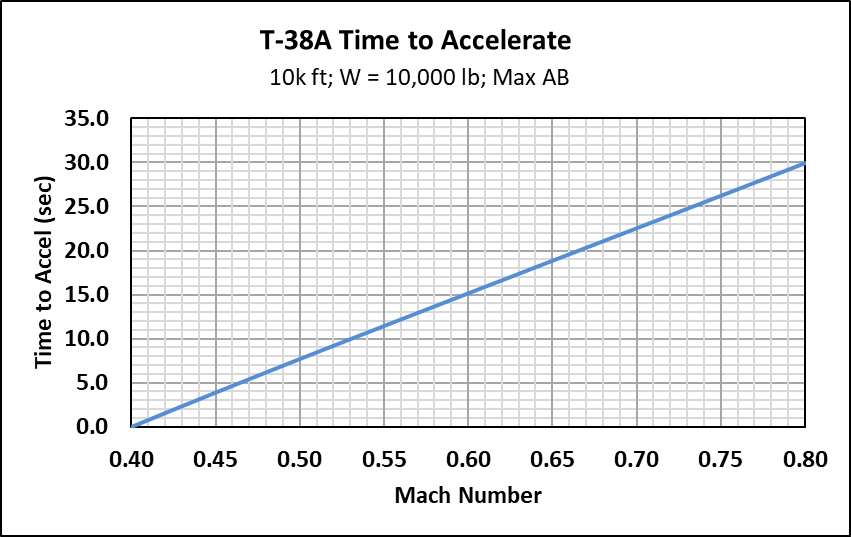 T-38A Time to Accelerate
10k ft; W = 10,000 lb; Max AB
35.0
30.0
25.0
20.0
15.0
10.0
5.0
0.0
Time to Accel (sec)
0.40 0.45 0.50 0.55 0.60 0.65 0.70 0.75 0.80
Mach Number